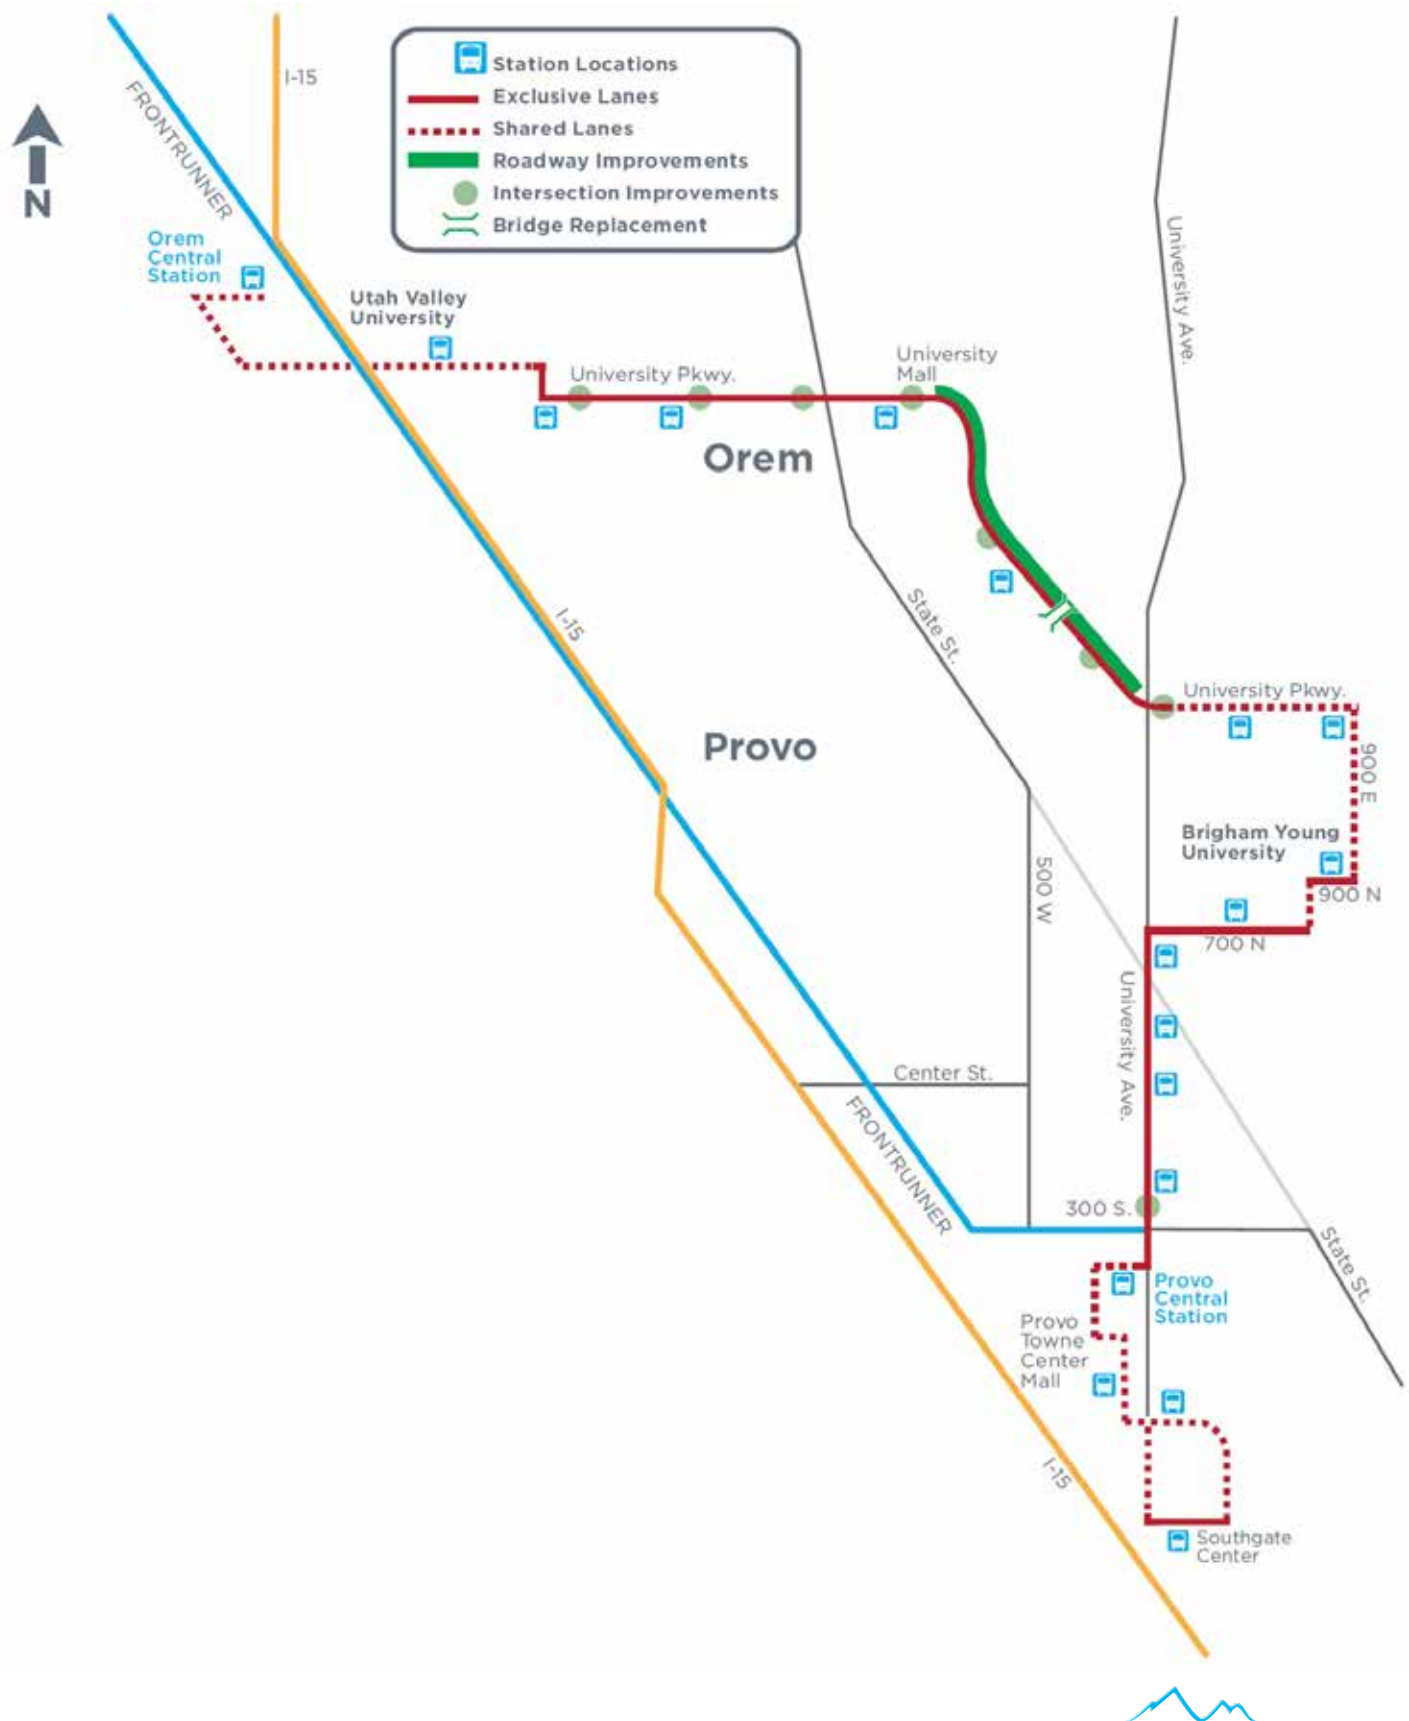 I-15
Station Locations
Exclusive Lanes
Shared Lanes
Roadway Improvements
Intersection Improvements
Bridge Replacement
FRONTRUNNER
N
Orem
Central
Station
University Ave.
Utah Valley
University
University Pkwy.
University
Mall
Orem
I-15
State St.
University Pkwy.
Provo
900 E
Brigham Young
University
500 W
900 N
700 N
University Ave.
Center St.
FRONTRUNNER
300 S.
State St.
Provo
Central
Station
Provo
Towne
Center
Mall
I-15
Southgate
Center